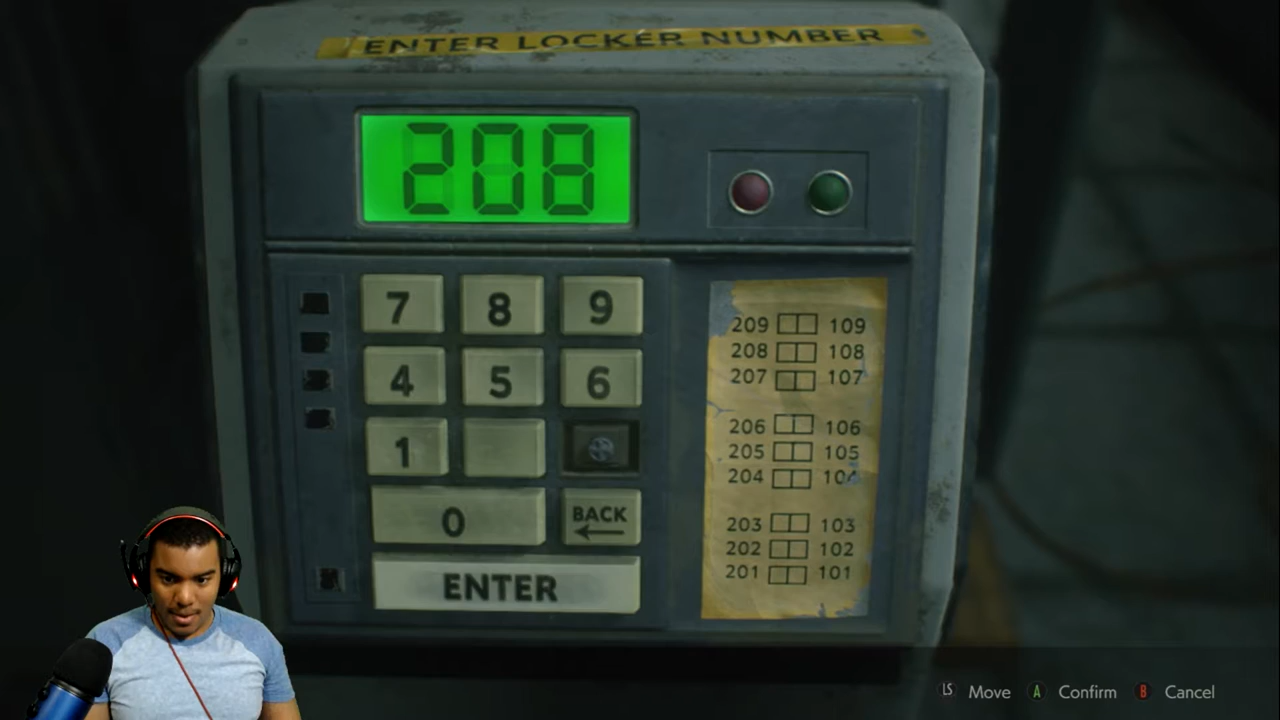 ENTER LOCKER NUMBER
208
7 8 9
4 5 6
1
0 BACK
ENTER
209 109
208 108
207 107
206 106
205 105
204 104
203 103
202 102
201 101
LS Move A Confirm B Cancel